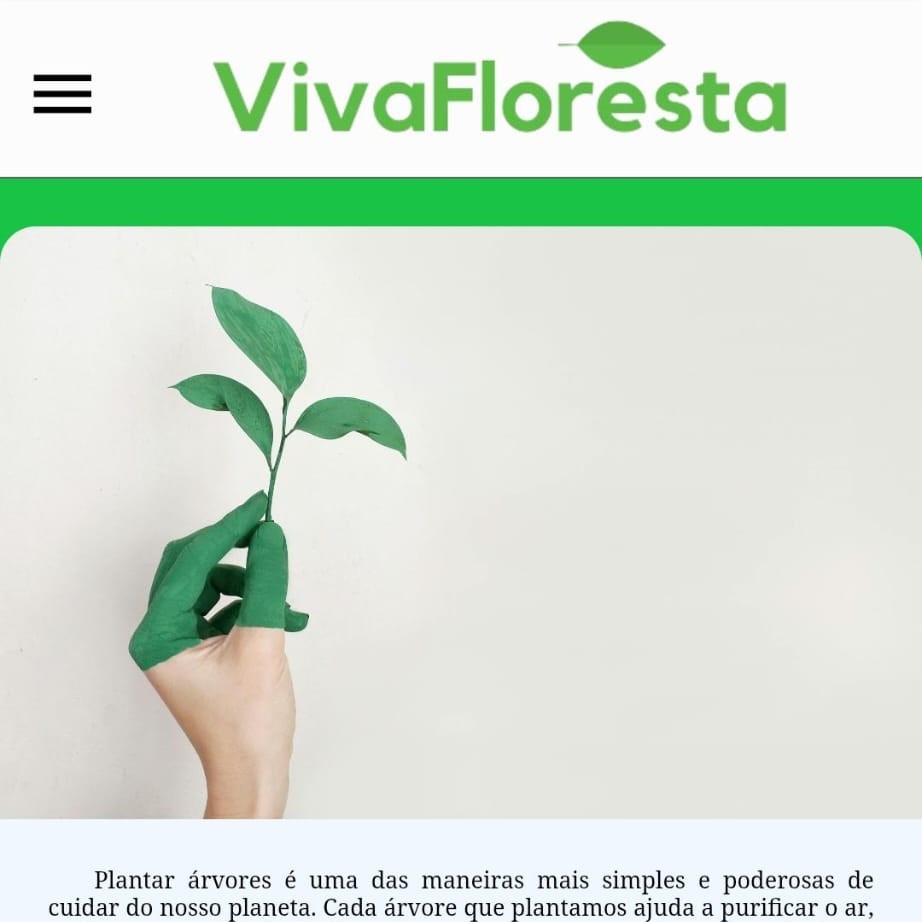 VivaFloresta
Plantar árvores é uma das maneiras mais simples e poderosas de
cuidar do nosso planeta. Cada árvore que plantamos ajuda a purificar o ar,